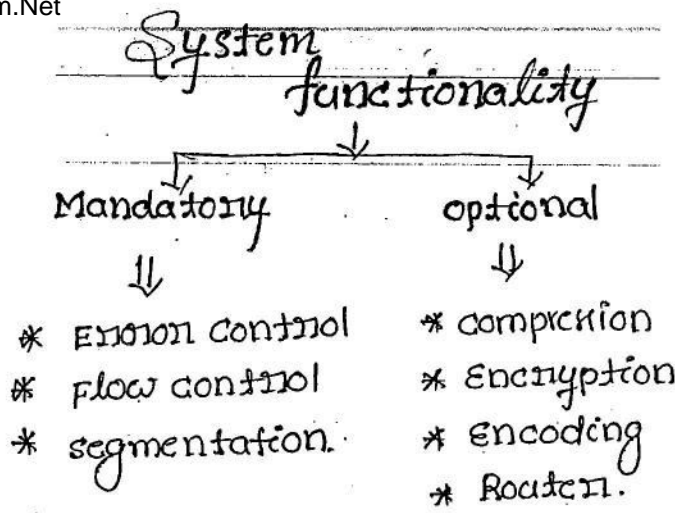 m.Net
System
functionality
Mandatory
optional
* Error control
* Flow control
* segmentation.
* compression
* Encryption
* Encoding
* Router.